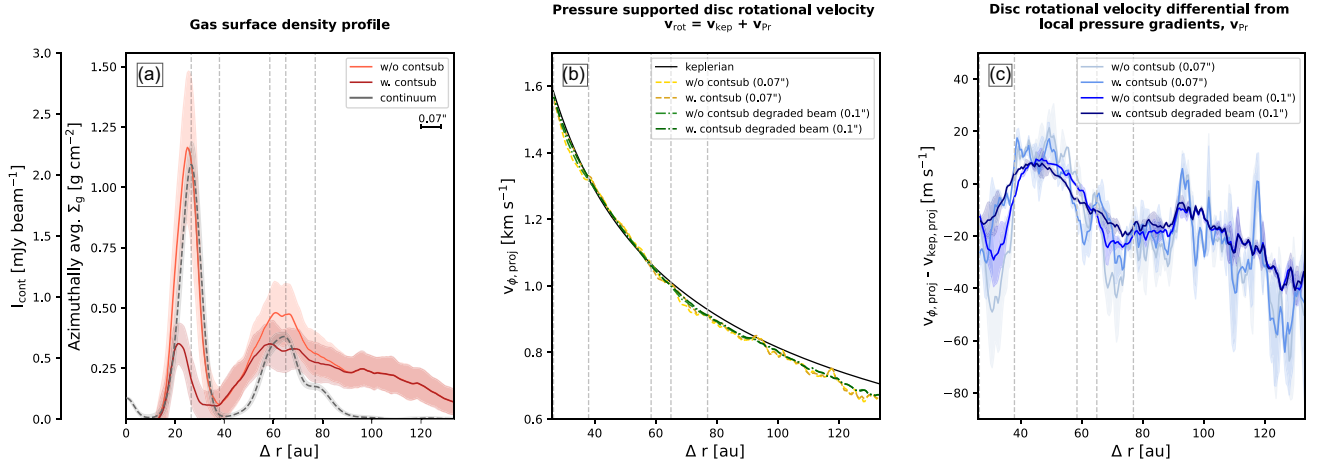 Gas surface density profile
Pressure supported disc rotational velocity
v_rot = v_kep + v_Pr
Disc rotational velocity differential from
local pressure gradients, v_Pr
(a)
w/o contsub
w. contsub
continuum
0.07"
I_cont [mJy beam⁻¹]
3.0
2.5
2.0
1.5
1.0
0.5
0.0
Azimuthally avg. Σ_g [g cm⁻²]
1.50
1.25
1.00
0.75
0.50
0.25
0 20 40 60 80 100 120
Δ r [au]
(b)
keplerian
w/o contsub (0.07")
w. contsub (0.07")
w/o contsub degraded beam (0.1")
w. contsub degraded beam (0.1")
v_ϕ,proj [km s⁻¹]
1.6
1.4
1.2
1.0
0.8
0.6
40 60 80 100 120
Δ r [au]
(c)
w/o contsub (0.07")
w. contsub (0.07")
w/o contsub degraded beam (0.1")
w. contsub degraded beam (0.1")
v_ϕ,proj - v_kep,proj [m s⁻¹]
40
20
0
−20
−40
−60
−80
40 60 80 100 120
Δ r [au]